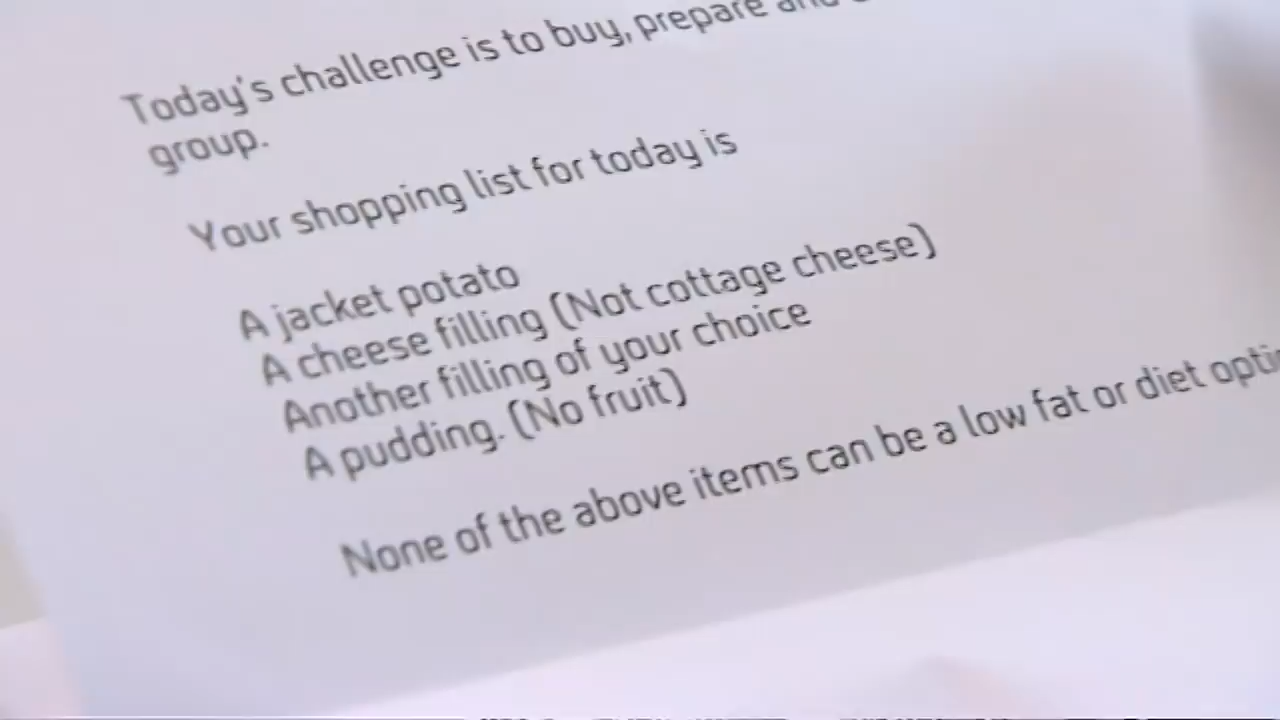 Today's challenge is to buy, prepare and
group.
Your shopping list for today is
A jacket potato
A cheese filling (Not cottage cheese)
Another filling of your choice
A pudding. (No fruit)
None of the above items can be a low fat or diet